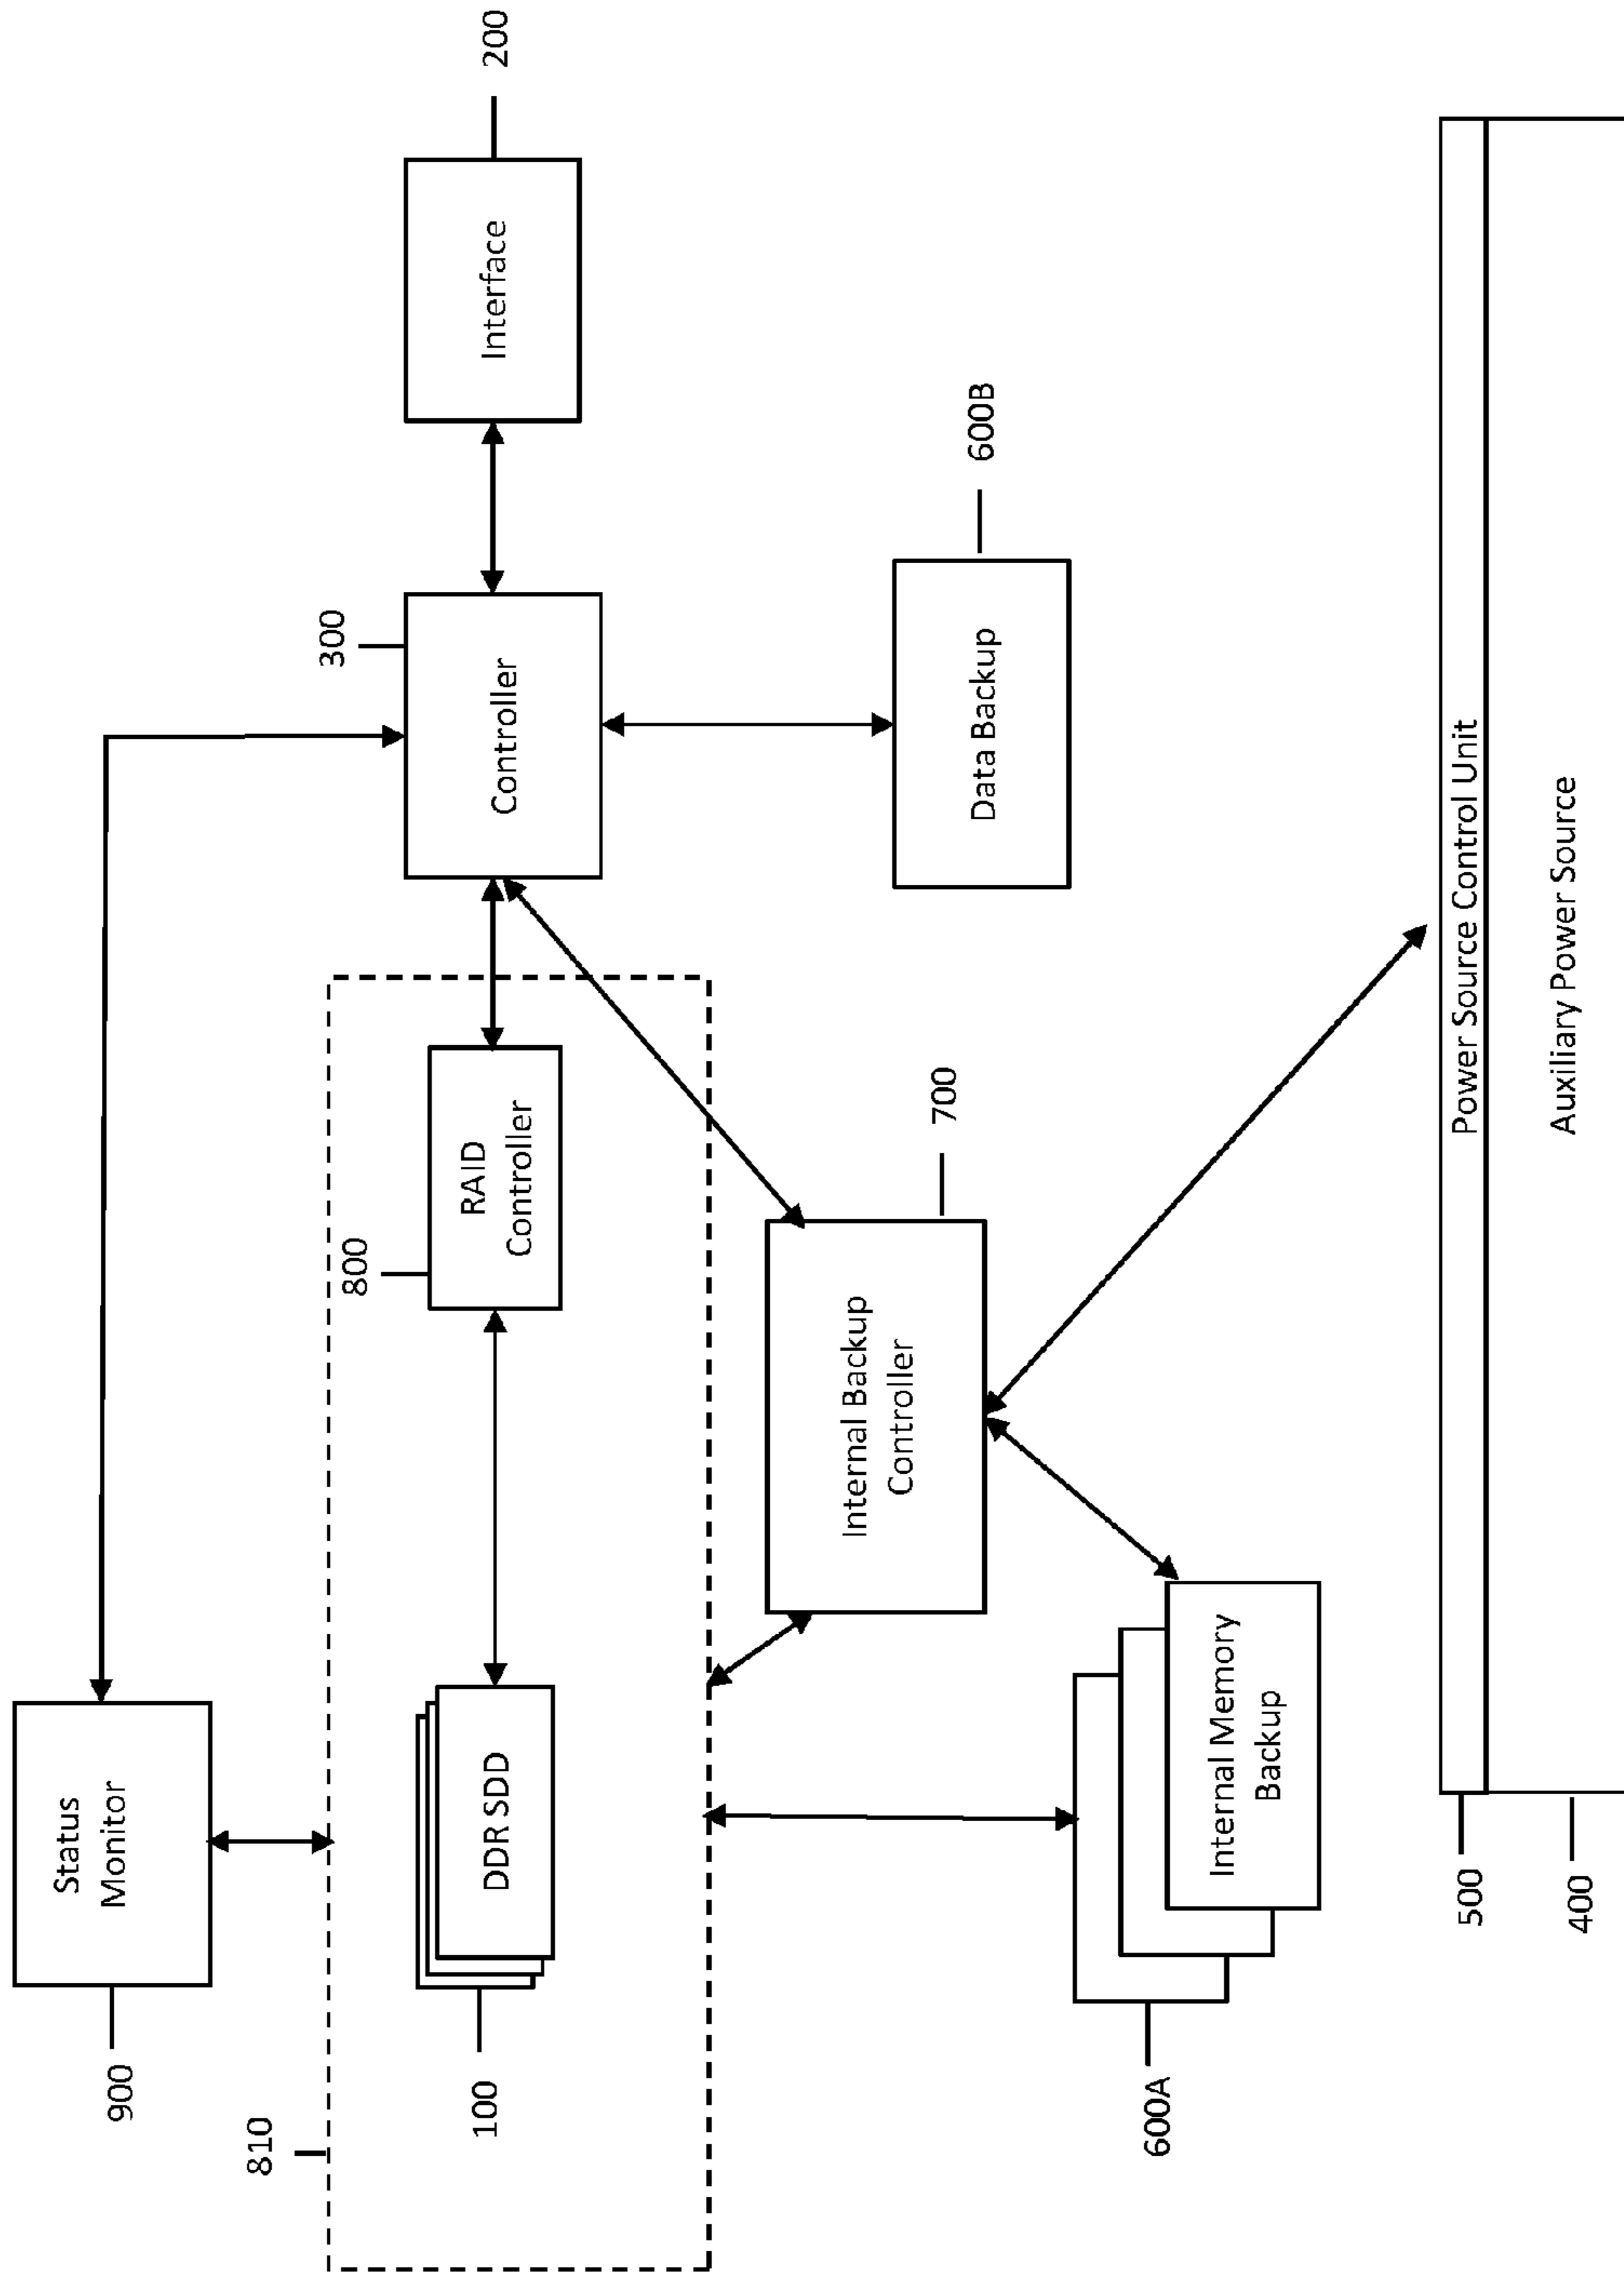 900
Status
Monitor
810
100
DDR SDD
800
RAID
Controller
300
Controller
Interface
200
Internal Backup
Controller
700
Data Backup
600B
600A
Internal Memory
Backup
500
Power Source Control Unit
400
Auxiliary Power Source